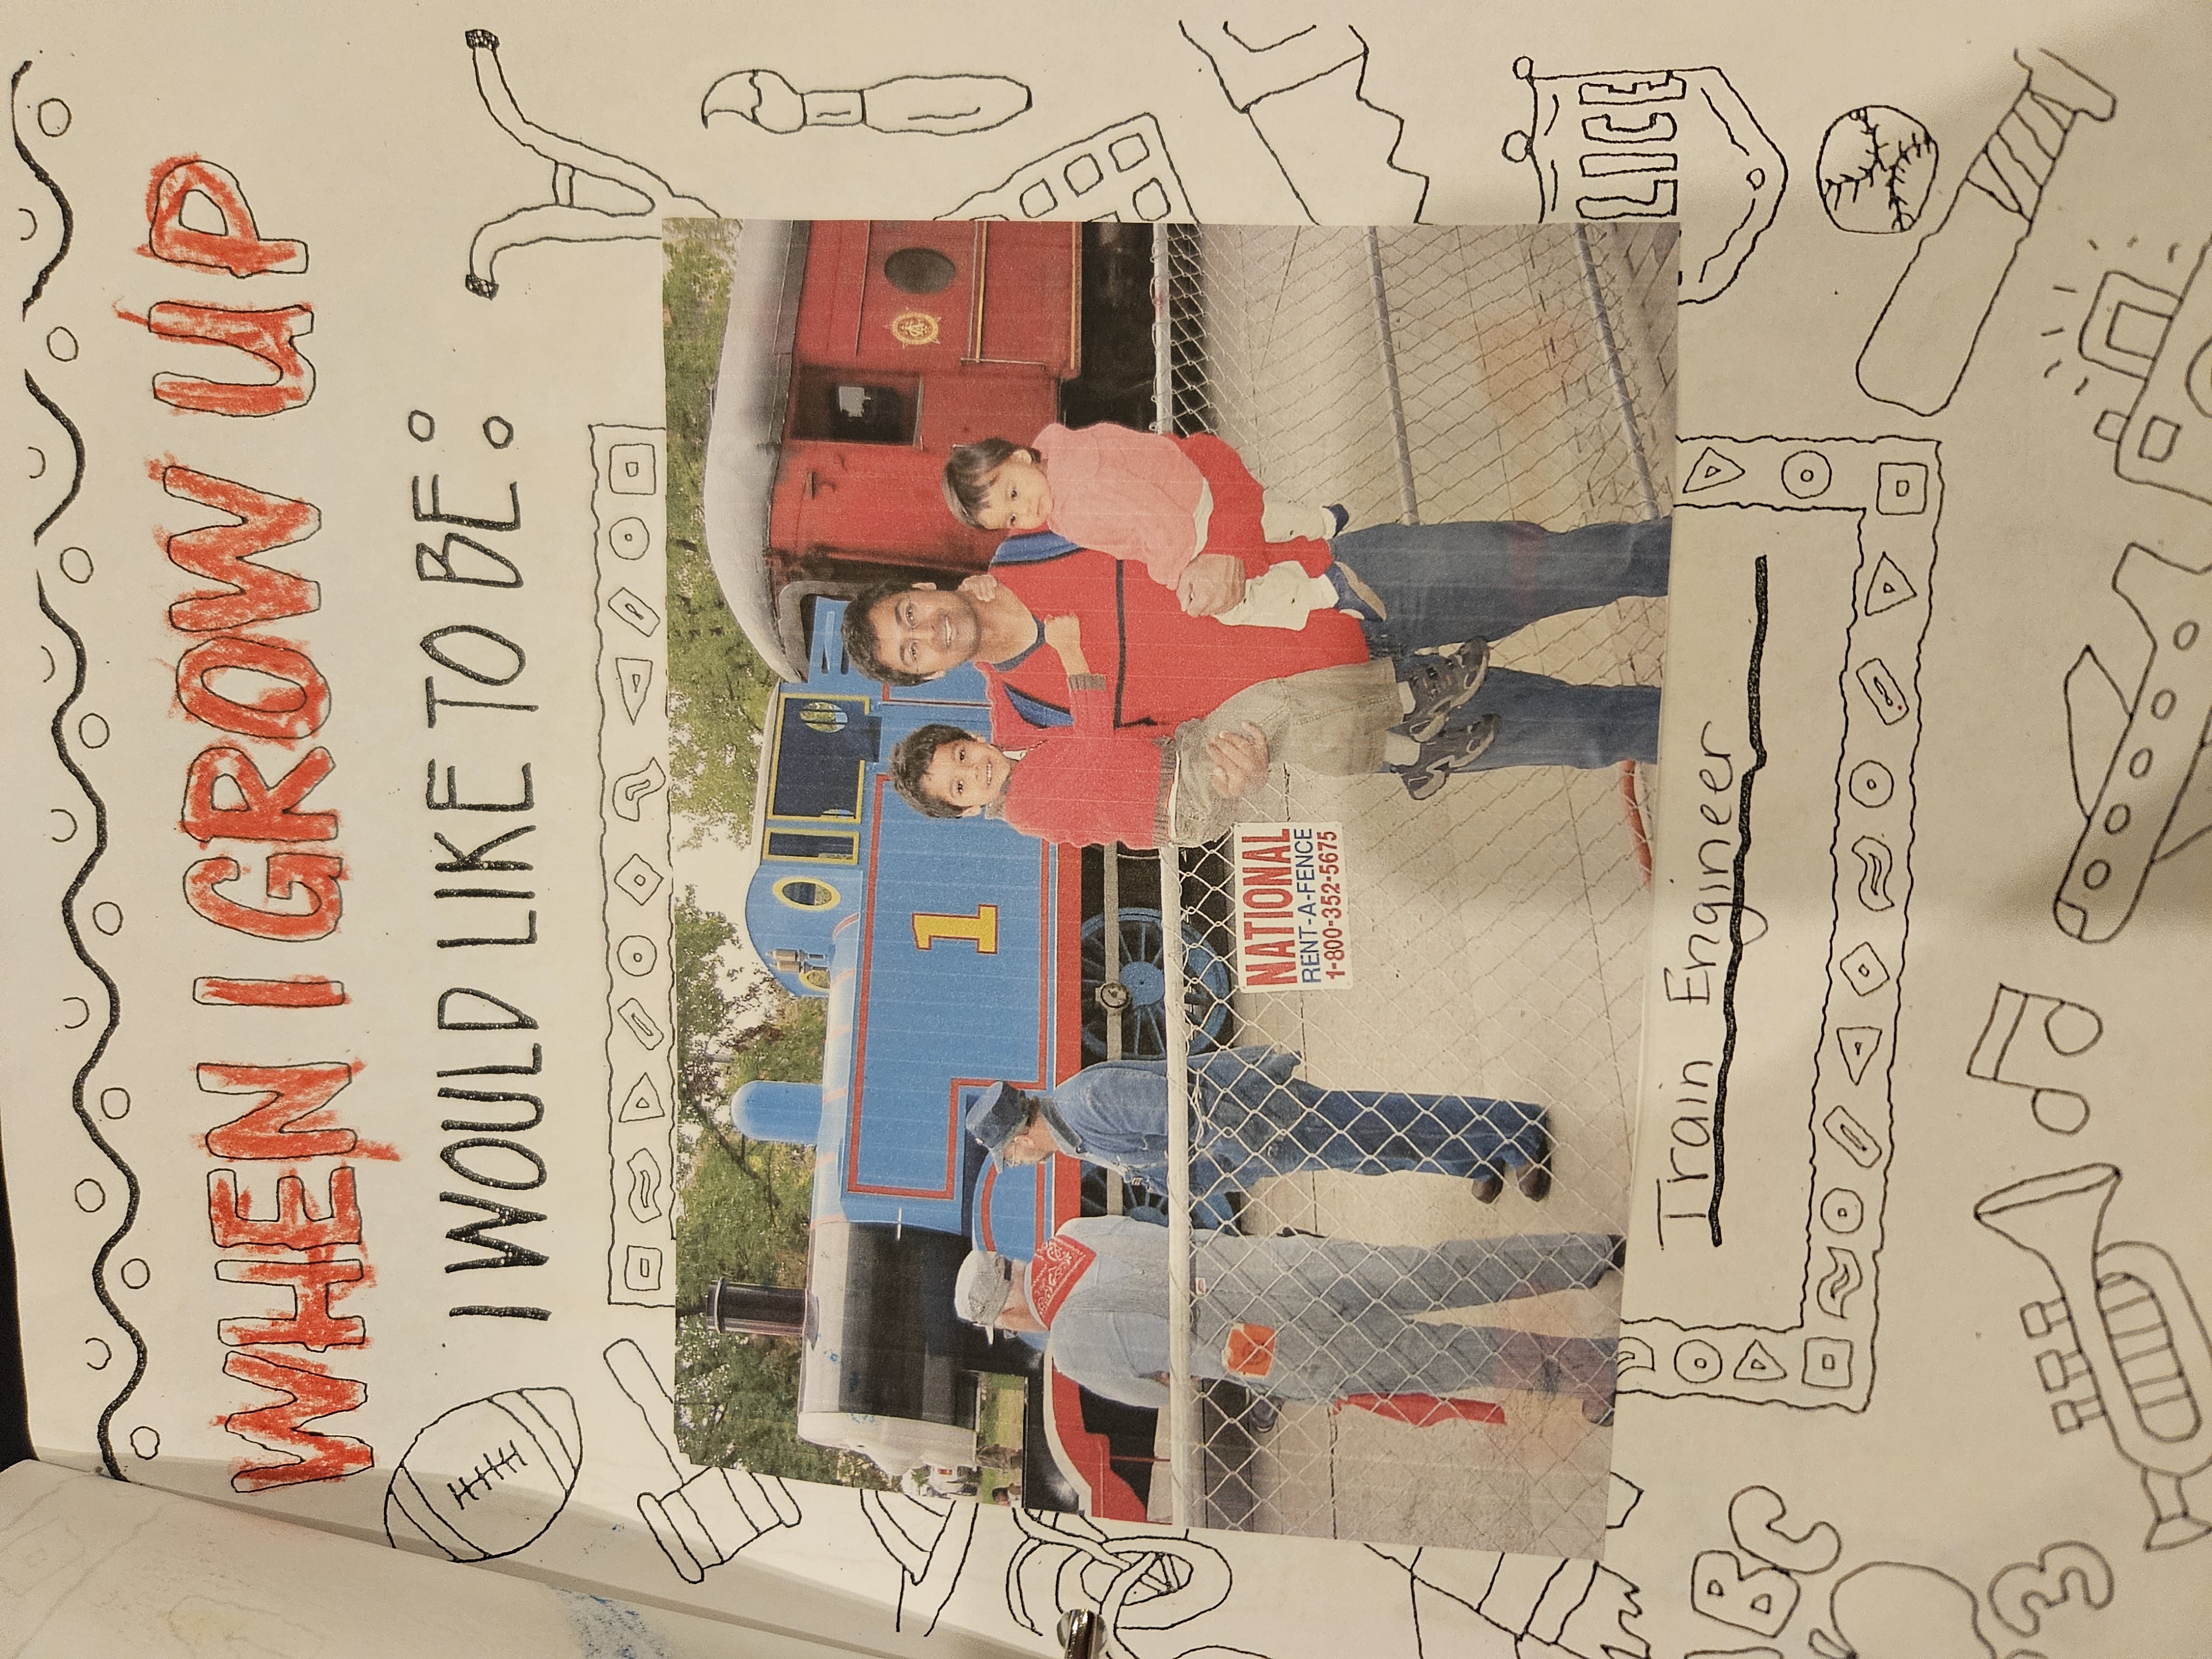 WHEN I GROW UP
I WOULD LIKE TO BE:
1
NATIONAL
RENT-A-FENCE
1-800-352-5675
LICE
Train Engineer
BC
3